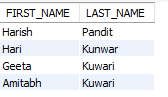 FIRST_NAME LAST_NAME
Harish Pandit
Hari Kunwar
Geeta Kuwari
Amitabh Kuwari